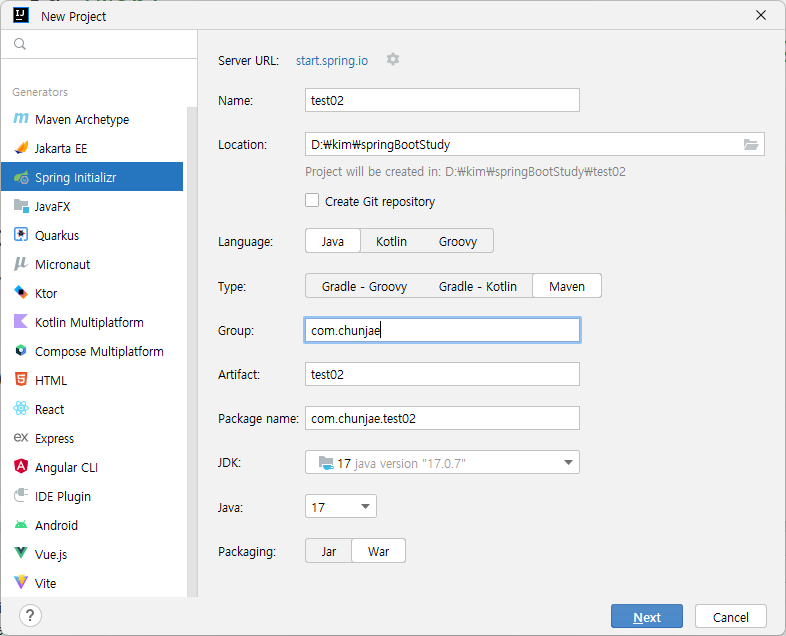 New Project
Generators
Maven Archetype
Jakarta EE
Spring Initializr
JavaFX
Quarkus
Micronaut
Ktor
Kotlin Multiplatform
Compose Multiplatform
HTML
React
Express
Angular CLI
IDE Plugin
Android
Vue.js
Vite
?
Server URL: start.spring.io
Name: test02
Location: D:₩kim₩springBootStudy
Project will be created in: D:₩kim₩springBootStudy₩test02
Create Git repository
Language: Java Kotlin Groovy
Type: Gradle - Groovy Gradle - Kotlin Maven
Group: com.chunjae
Artifact: test02
Package name: com.chunjae.test02
JDK: 17 java version "17.0.7"
Java: 17
Packaging: Jar War
Next Cancel